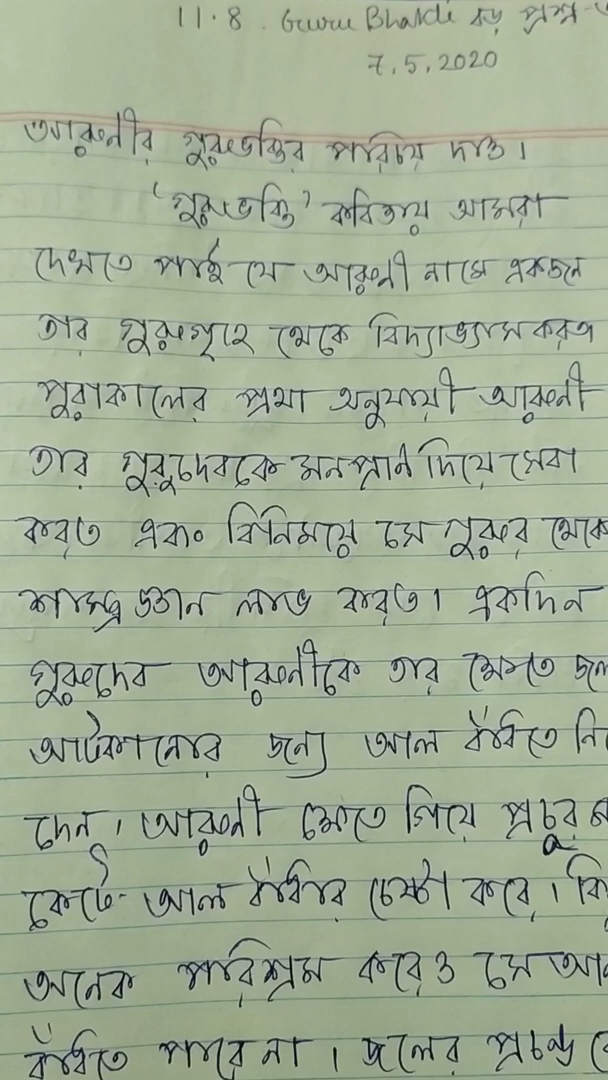 11.8. Guru Bhakti বড় প্রশ্ন-
7.5.2020
আরুণীর গুরুভক্তির পরিচয় দাও।
'গুরুভক্তি' কবিতায় আমরা
দেখতে পাই যে আরুণী নামে একজন
তার গুরুগৃহে থেকে বিদ্যাভ্যাস করত
পুরাকালের প্রথা অনুযায়ী আরুণী
তার গুরুদেবকে মনপ্রাণ দিয়ে সেবা
করত এবং বিনিময়ে সে গুরুর থেকে
শাস্ত্র জ্ঞান লাভ করত। একদিন
গুরুদেব আরুণীকে তার ক্ষেতে জল
আটকানোর জন্যে আল বাঁধতে নি
দেন। আরুণী ক্ষেতে গিয়ে প্রচুর ম
কেটে আল বাঁধার চেষ্টা করে। কি
অনেক পরিশ্রম করেও সে আ
বাঁধতে পারে না। জলের প্রচন্ড বে